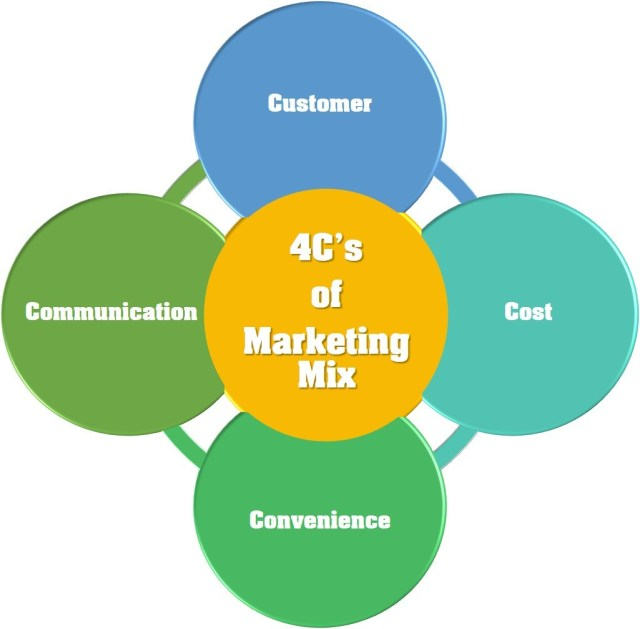 Customer
4C's
of
Marketing
Mix
Communication
Cost
Convenience